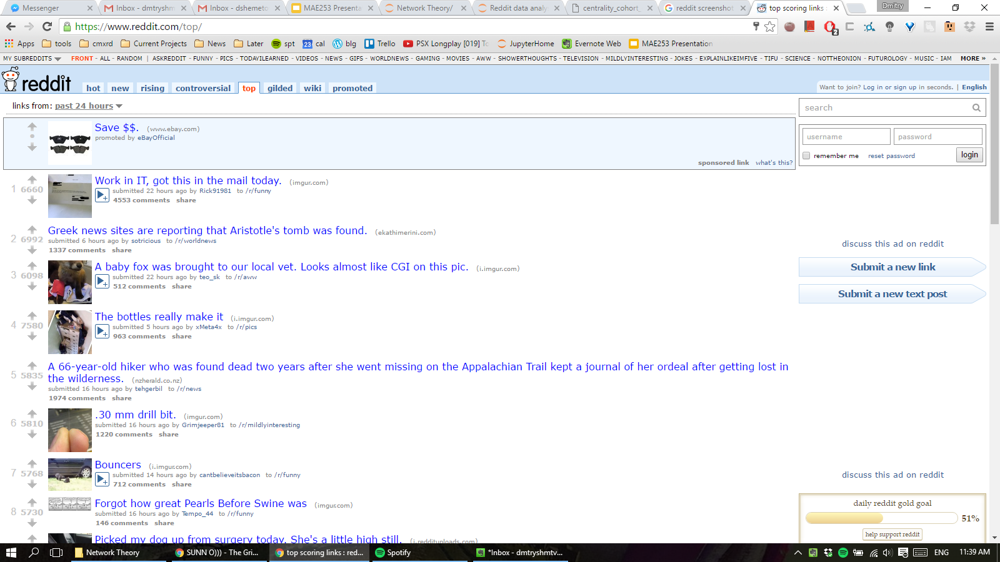 Messenger
Inbox - dmtryshm
Inbox - dshemeto
MAE253 Presenta
Network Theory/
Reddit data analy
centrality_cohort_
reddit screenshot
top scoring links :
Dmitry
https://www.reddit.com/top/
2
Apps tools cmxrd Current Projects News Later spt 23 cal blg Trello PSX Longplay [019] Tc JupyterHome Evernote Web MAE253 Presentation
MY SUBREDDITS FRONT - ALL - RANDOM | ASKREDDIT - FUNNY - PICS - TODAYILEARNED - VIDEOS - NEWS - GIFS - WORLDNEWS - GAMING - MOVIES - AWW - SHOWERTHOUGHTS - TELEVISION - MILDLYINTERESTING - JOKES - EXPLAINLIKEIMFIVE - TIFU - SCIENCE - NOTTHEONION - FUTUROLOGY - MUSIC - IAM MORE »
reddit hot new rising controversial top gilded wiki promoted
Want to join? Log in or sign up in seconds. | English
links from: past 24 hours
search
Save $$. (www.ebay.com)
promoted by eBayOfficial
sponsored link what's this?
username password
remember me reset password login
1 6660 Work in IT, got this in the mail today. (imgur.com)
submitted 22 hours ago by Rick91981 to /r/funny
4553 comments share
2 6992 Greek news sites are reporting that Aristotle's tomb was found. (ekathimerini.com)
submitted 6 hours ago by sotricious to /r/worldnews
1337 comments share
discuss this ad on reddit
3 6098 A baby fox was brought to our local vet. Looks almost like CGI on this pic. (i.imgur.com)
submitted 22 hours ago by teo_sk to /r/aww
512 comments share
Submit a new link
Submit a new text post
4 7580 The bottles really make it (i.imgur.com)
submitted 5 hours ago by xMeta4x to /r/pics
963 comments share
5 5835 A 66-year-old hiker who was found dead two years after she went missing on the Appalachian Trail kept a journal of her ordeal after getting lost in
the wilderness. (nzherald.co.nz)
submitted 16 hours ago by tehgerbil to /r/news
1974 comments share
6 5810 .30 mm drill bit. (imgur.com)
submitted 16 hours ago by Grimjeeper81 to /r/mildlyinteresting
1220 comments share
7 5768 Bouncers (i.imgur.com)
submitted 14 hours ago by cantbelieveitsbacon to /r/funny
712 comments share
discuss this ad on reddit
8 5730 Forgot how great Pearls Before Swine was (imgur.com)
submitted 16 hours ago by Tempo_44 to /r/funny
146 comments share
daily reddit gold goal
51%
help support reddit
Picked my dog up from surgery today. She's a little high still. (i.redditUploads.com)
Network Theory
SUNN O))) - The Gri...
top scoring links : red...
Spotify
*Inbox - dmtryshmtv...
ENG 11:39 AM